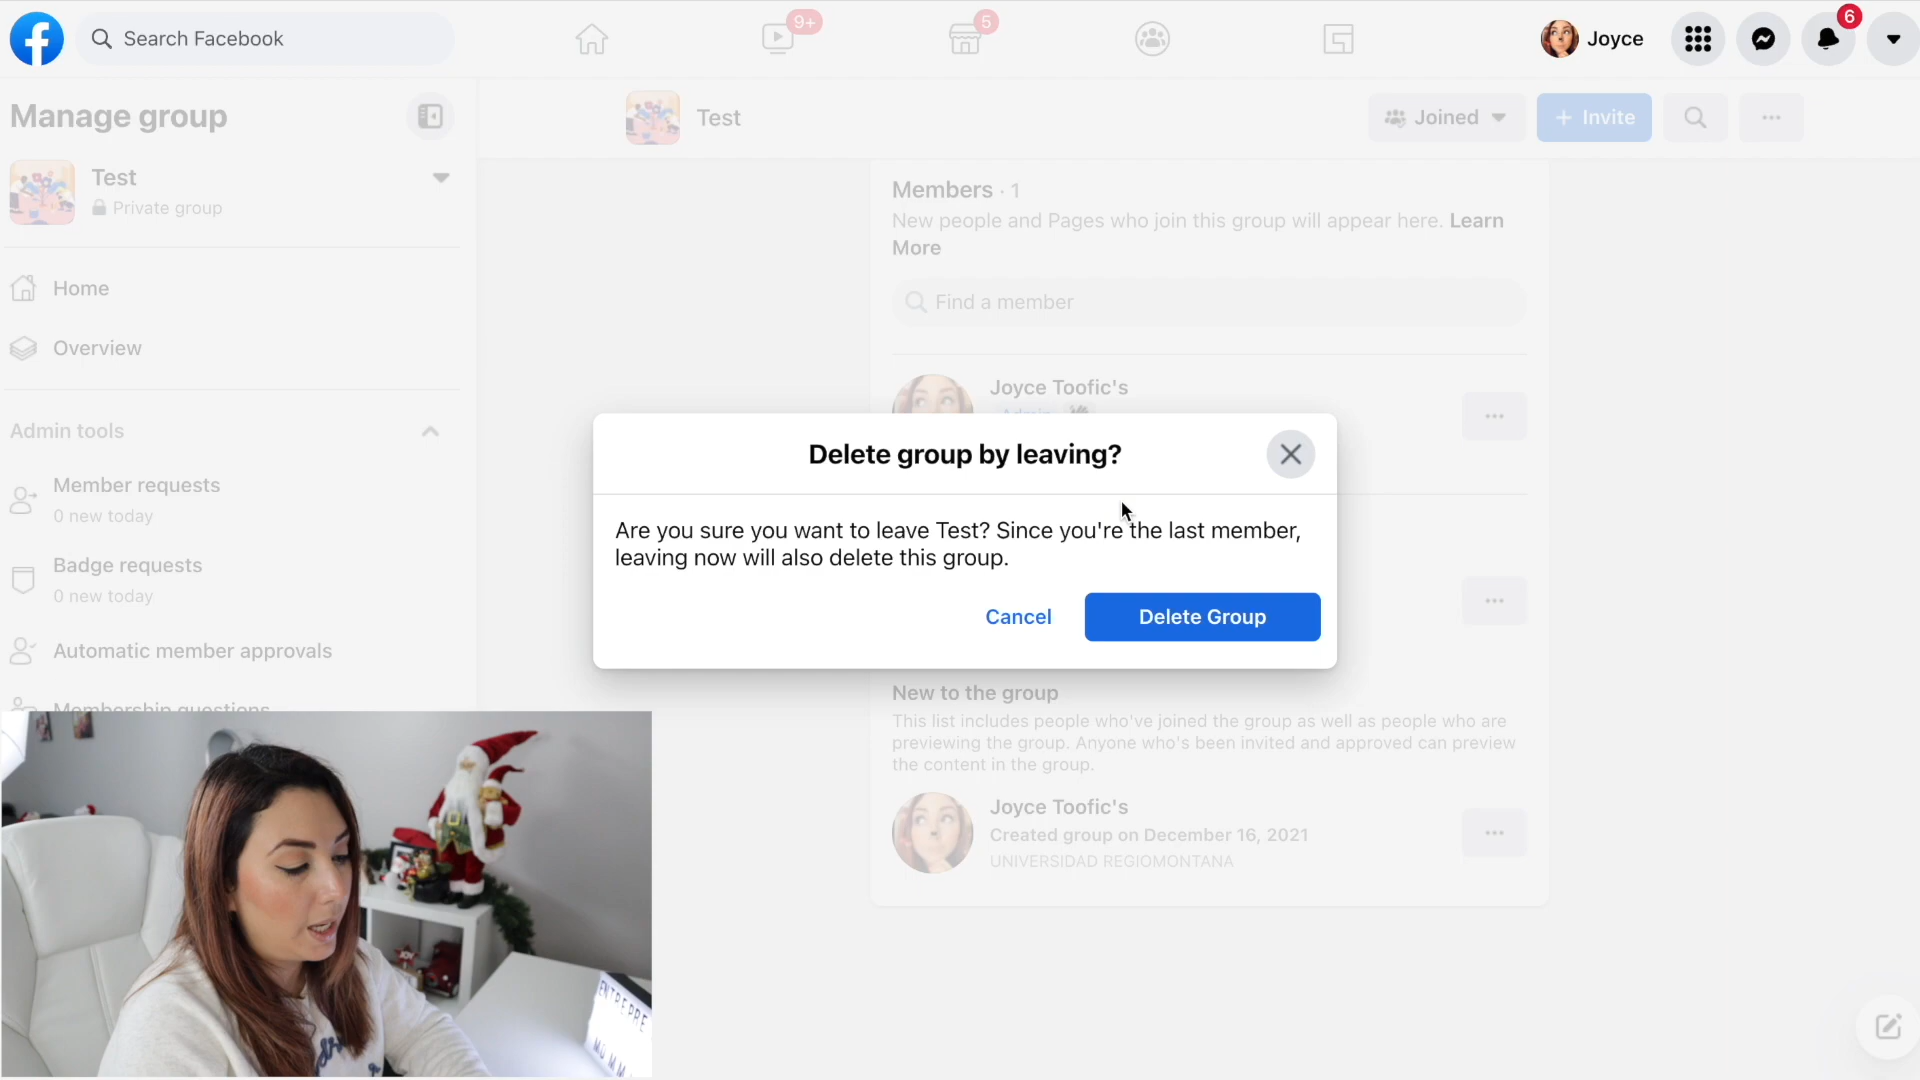 Search Facebook
9+
5
Joyce
6
Manage group
Test
Private group
Home
Overview
Admin tools
Member requests
0 new today
Badge requests
0 new today
Automatic member approvals
Membership questions
Test
Joined
+ Invite
Members · 1
New people and Pages who join this group will appear here. Learn
More
Find a member
Joyce Toofic's
Admin
Delete group by leaving?
Are you sure you want to leave Test? Since you're the last member,
leaving now will also delete this group.
Cancel
Delete Group
New to the group
This list includes people who've joined the group as well as people who are
previewing the group. Anyone who's been invited and approved can preview
the content in the group.
Joyce Toofic's
Created group on December 16, 2021
UNIVERSIDAD REGIOMONTANA
ENTREPRE
MUMM